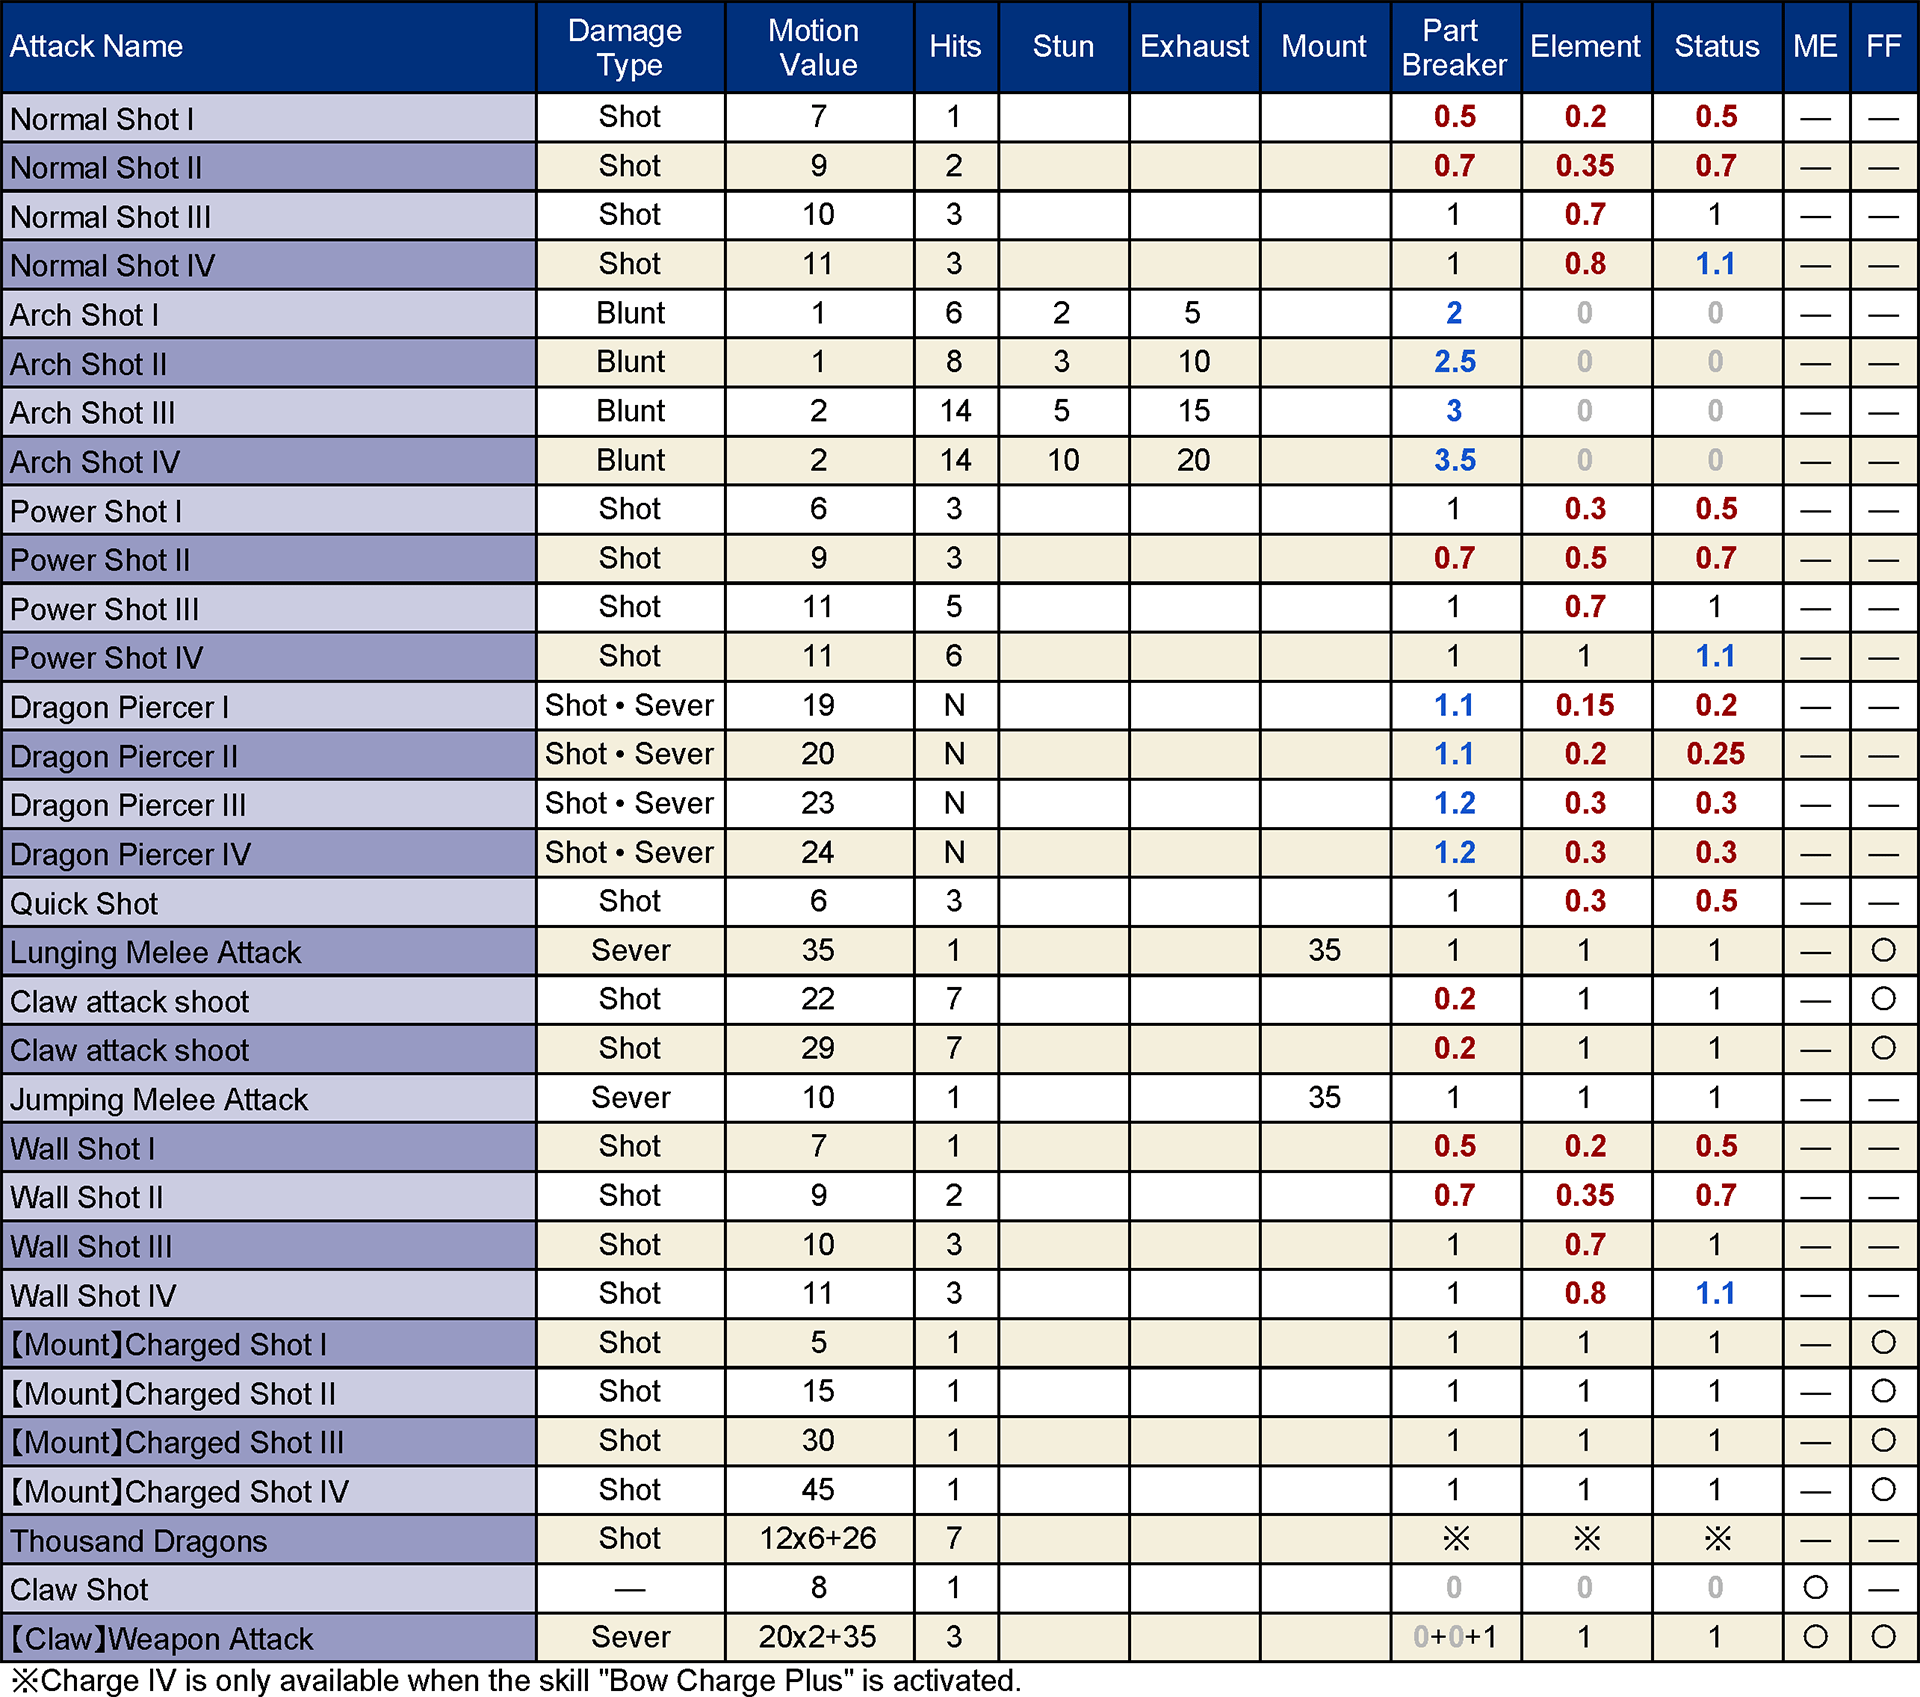 Attack Name Damage Type Motion Value Hits Stun Exhaust Mount Part Breaker Element Status ME FF
Normal Shot I Shot 7 1 0.5 0.2 0.5 — —
Normal Shot II Shot 9 2 0.7 0.35 0.7 — —
Normal Shot III Shot 10 3 1 0.7 1 — —
Normal Shot IV Shot 11 3 1 0.8 1.1 — —
Arch Shot I Blunt 1 6 2 5 2 0 0 — —
Arch Shot II Blunt 1 8 3 10 2.5 0 0 — —
Arch Shot III Blunt 2 14 5 15 3 0 0 — —
Arch Shot IV Blunt 2 14 10 20 3.5 0 0 — —
Power Shot I Shot 6 3 1 0.3 0.5 — —
Power Shot II Shot 9 3 0.7 0.5 0.7 — —
Power Shot III Shot 11 5 1 0.7 1 — —
Power Shot IV Shot 11 6 1 1 1.1 — —
Dragon Piercer I Shot • Sever 19 N 1.1 0.15 0.2 — —
Dragon Piercer II Shot • Sever 20 N 1.1 0.2 0.25 — —
Dragon Piercer III Shot • Sever 23 N 1.2 0.3 0.3 — —
Dragon Piercer IV Shot • Sever 24 N 1.2 0.3 0.3 — —
Quick Shot Shot 6 3 1 0.3 0.5 — —
Lunging Melee Attack Sever 35 1 35 1 1 1 — ○
Claw attack shoot Shot 22 7 0.2 1 1 — ○
Claw attack shoot Shot 29 7 0.2 1 1 — ○
Jumping Melee Attack Sever 10 1 35 1 1 1 — —
Wall Shot I Shot 7 1 0.5 0.2 0.5 — —
Wall Shot II Shot 9 2 0.7 0.35 0.7 — —
Wall Shot III Shot 10 3 1 0.7 1 — —
Wall Shot IV Shot 11 3 1 0.8 1.1 — —
【Mount】Charged Shot I Shot 5 1 1 1 1 — ○
【Mount】Charged Shot II Shot 15 1 1 1 1 — ○
【Mount】Charged Shot III Shot 30 1 1 1 1 — ○
【Mount】Charged Shot IV Shot 45 1 1 1 1 — ○
Thousand Dragons Shot 12x6+26 7 ※ ※ ※ — —
Claw Shot — 8 1 0 0 0 ○ —
【Claw】Weapon Attack Sever 20x2+35 3 0+0+1 1 1 ○ ○
※Charge IV is only available when the skill "Bow Charge Plus" is activated.